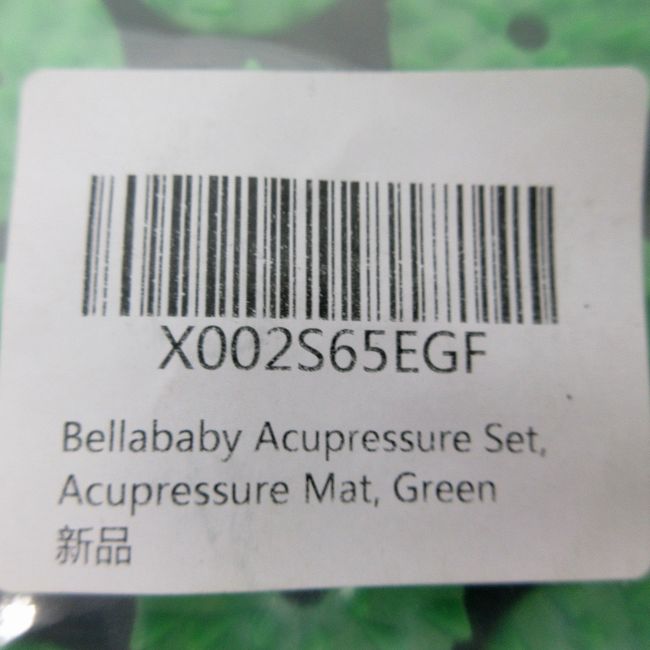 X002S65EGF
Bellababy Acupressure Set,
Acupressure Mat, Green
新品